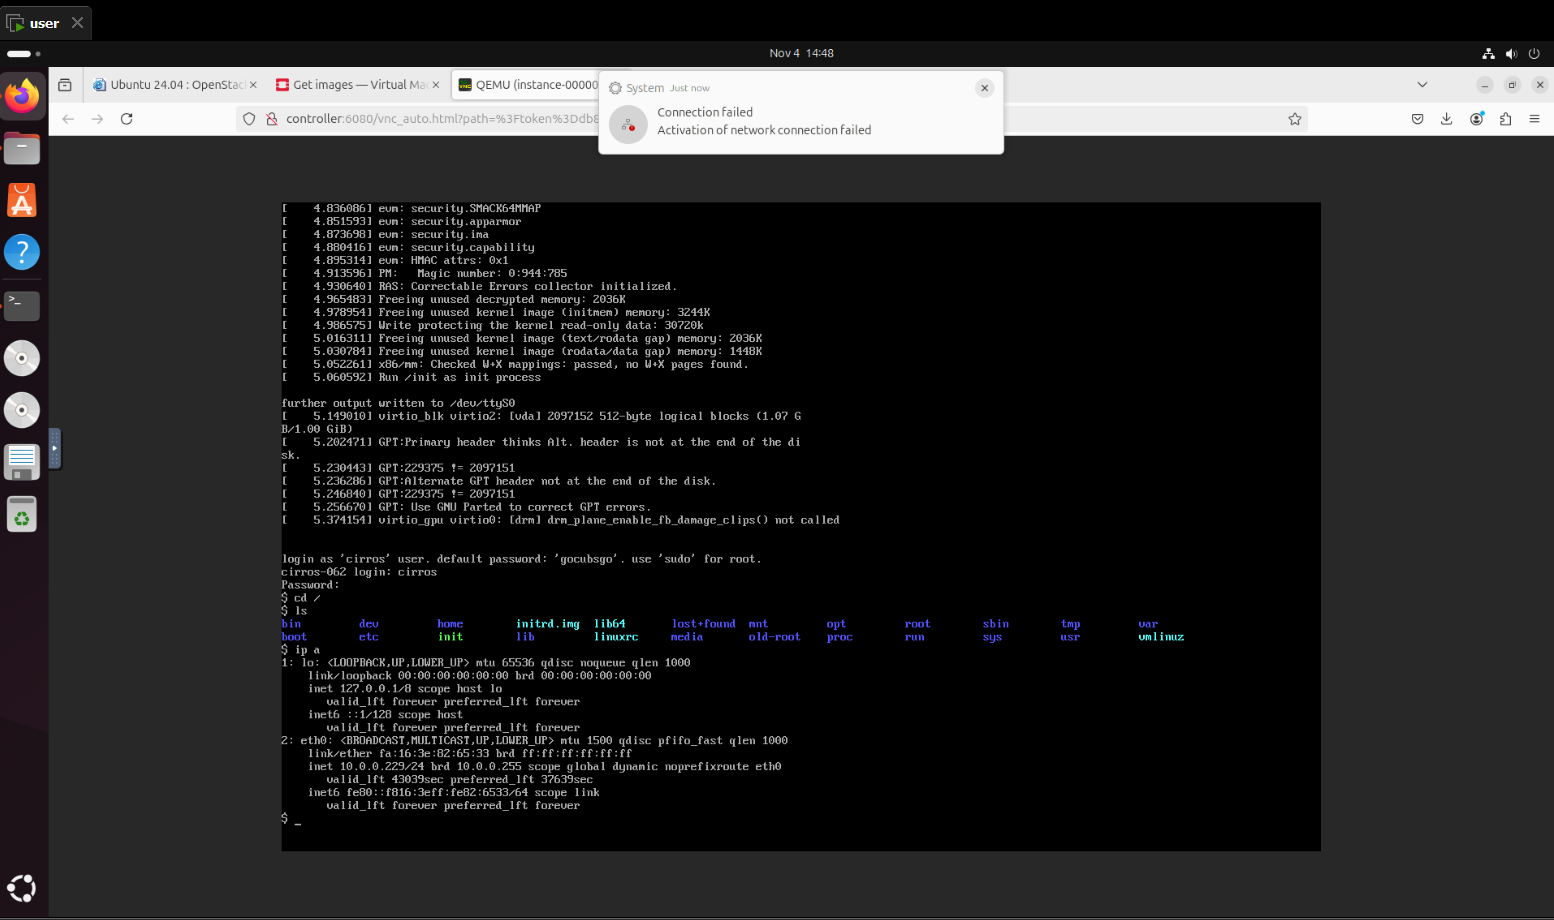 user
Nov 4 14:48
Ubuntu 24.04 : OpenStac
Get images — Virtual Mac
QEMU (instance-00000
System Just now
Connection failed
Activation of network connection failed
controller:6080/vnc_auto.html?path=%3Ftoken%3Ddb8
[    4.836086] evm: security.SMACK64MMAP
[    4.851593] evm: security.apparmor
[    4.873698] evm: security.ima
[    4.880416] evm: security.capability
[    4.895314] evm: HMAC attrs: 0x1
[    4.913596] PM:   Magic number: 0:944:785
[    4.930640] RAS: Correctable Errors collector initialized.
[    4.965483] Freeing unused decrypted memory: 2036K
[    4.978954] Freeing unused kernel image (initmem) memory: 3244K
[    4.986575] Write protecting the kernel read-only data: 30720k
[    5.016311] Freeing unused kernel image (text/rodata gap) memory: 2036K
[    5.030784] Freeing unused kernel image (rodata/data gap) memory: 1448K
[    5.052261] x86/mm: Checked W+X mappings: passed, no W+X pages found.
[    5.060592] Run /init as init process
further output written to /dev/ttyS0
[    5.149010] virtio_blk virtio2: [vda] 2097152 512-byte logical blocks (1.07 G
B/1.00 GiB)
[    5.202471] GPT:Primary header thinks Alt. header is not at the end of the di
sk.
[    5.230443] GPT:229375 != 2097151
[    5.236286] GPT:Alternate GPT header not at the end of the disk.
[    5.246840] GPT:229375 != 2097151
[    5.256670] GPT: Use GNU Parted to correct GPT errors.
[    5.374154] virtio_gpu virtio0: [drm] drm_plane_enable_fb_damage_clips() not called
login as 'cirros' user. default password: 'gocubsgo'. use 'sudo' for root.
cirros-062 login: cirros
Password:
$ cd /
$ ls
bin dev home initrd.img lib64 lost+found mnt opt root sbin tmp var
boot etc init lib linuxrc media old-root proc run sys usr vmlinuz
$ ip a
1: lo: <LOOPBACK,UP,LOWER_UP> mtu 65536 qdisc noqueue qlen 1000
    link/loopback 00:00:00:00:00:00 brd 00:00:00:00:00:00
    inet 127.0.0.1/8 scope host lo
       valid_lft forever preferred_lft forever
    inet6 ::1/128 scope host
       valid_lft forever preferred_lft forever
2: eth0: <BROADCAST,MULTICAST,UP,LOWER_UP> mtu 1500 qdisc pfifo_fast qlen 1000
    link/ether fa:16:3e:82:65:33 brd ff:ff:ff:ff:ff:ff
    inet 10.0.0.229/24 brd 10.0.0.255 scope global dynamic noprefixroute eth0
       valid_lft 43039sec preferred_lft 37639sec
    inet6 fe80::f816:3eff:fe82:6533/64 scope link
       valid_lft forever preferred_lft forever
$ _